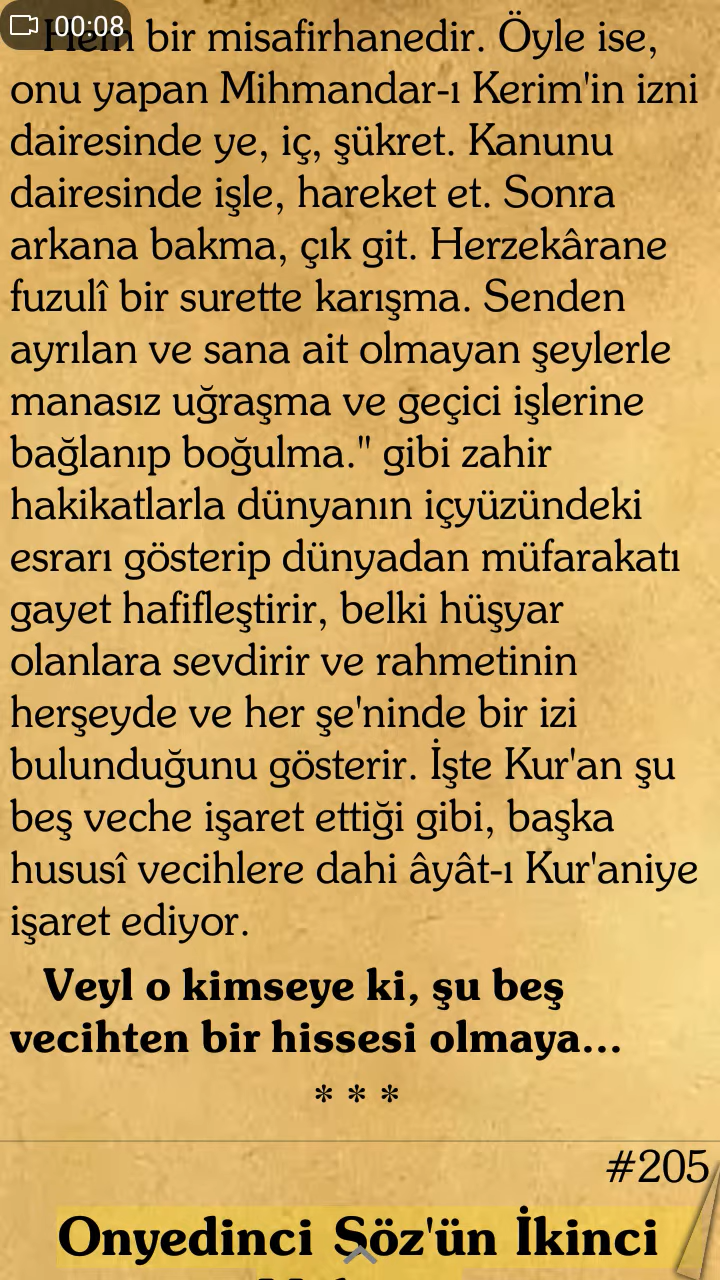 00:08
Hem bir misafirhanedir. Öyle ise,
onu yapan Mihmandar-ı Kerim'in izni
dairesinde ye, iç, şükret. Kanunu
dairesinde işle, hareket et. Sonra
arkana bakma, çık git. Herzekârane
fuzulî bir surette karışma. Senden
ayrılan ve sana ait olmayan şeylerle
manasız uğraşma ve geçici işlerine
bağlanıp boğulma." gibi zahir
hakikatlarla dünyanın içyüzündeki
esrarı gösterip dünyadan müfarakatı
gayet hafifleştirir, belki hüşyar
olanlara sevdirir ve rahmetinin
herşeyde ve her şe'ninde bir izi
bulunduğunu gösterir. İşte Kur'an şu
beş veche işaret ettiği gibi, başka
hususî vecihlere dahi âyât-ı Kur'aniye
işaret ediyor.
Veyl o kimseye ki, şu beş
vecihten bir hissesi olmaya...
* * *
#205
Onyedinci Söz'ün İkinci